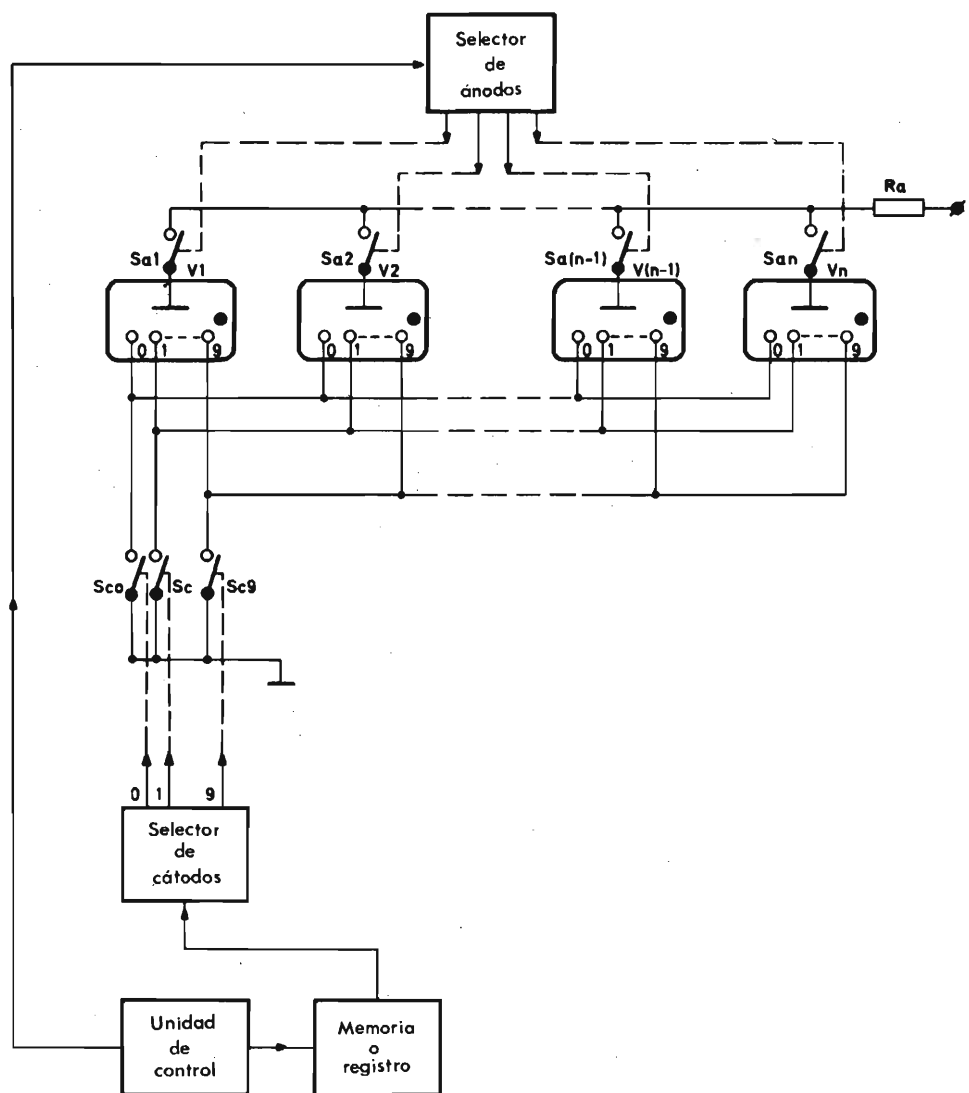 Selector
de
ánodos
Ra
Sa1
V1
Sa2
V2
Sa(n-1)
V(n-1)
San
Vn
0 1 9
0 1 9
0 1 9
0 1 9
Sco
Sc
Sc9
0 1 9
Selector
de
cátodos
Unidad
de
control
Memoria
o
registro